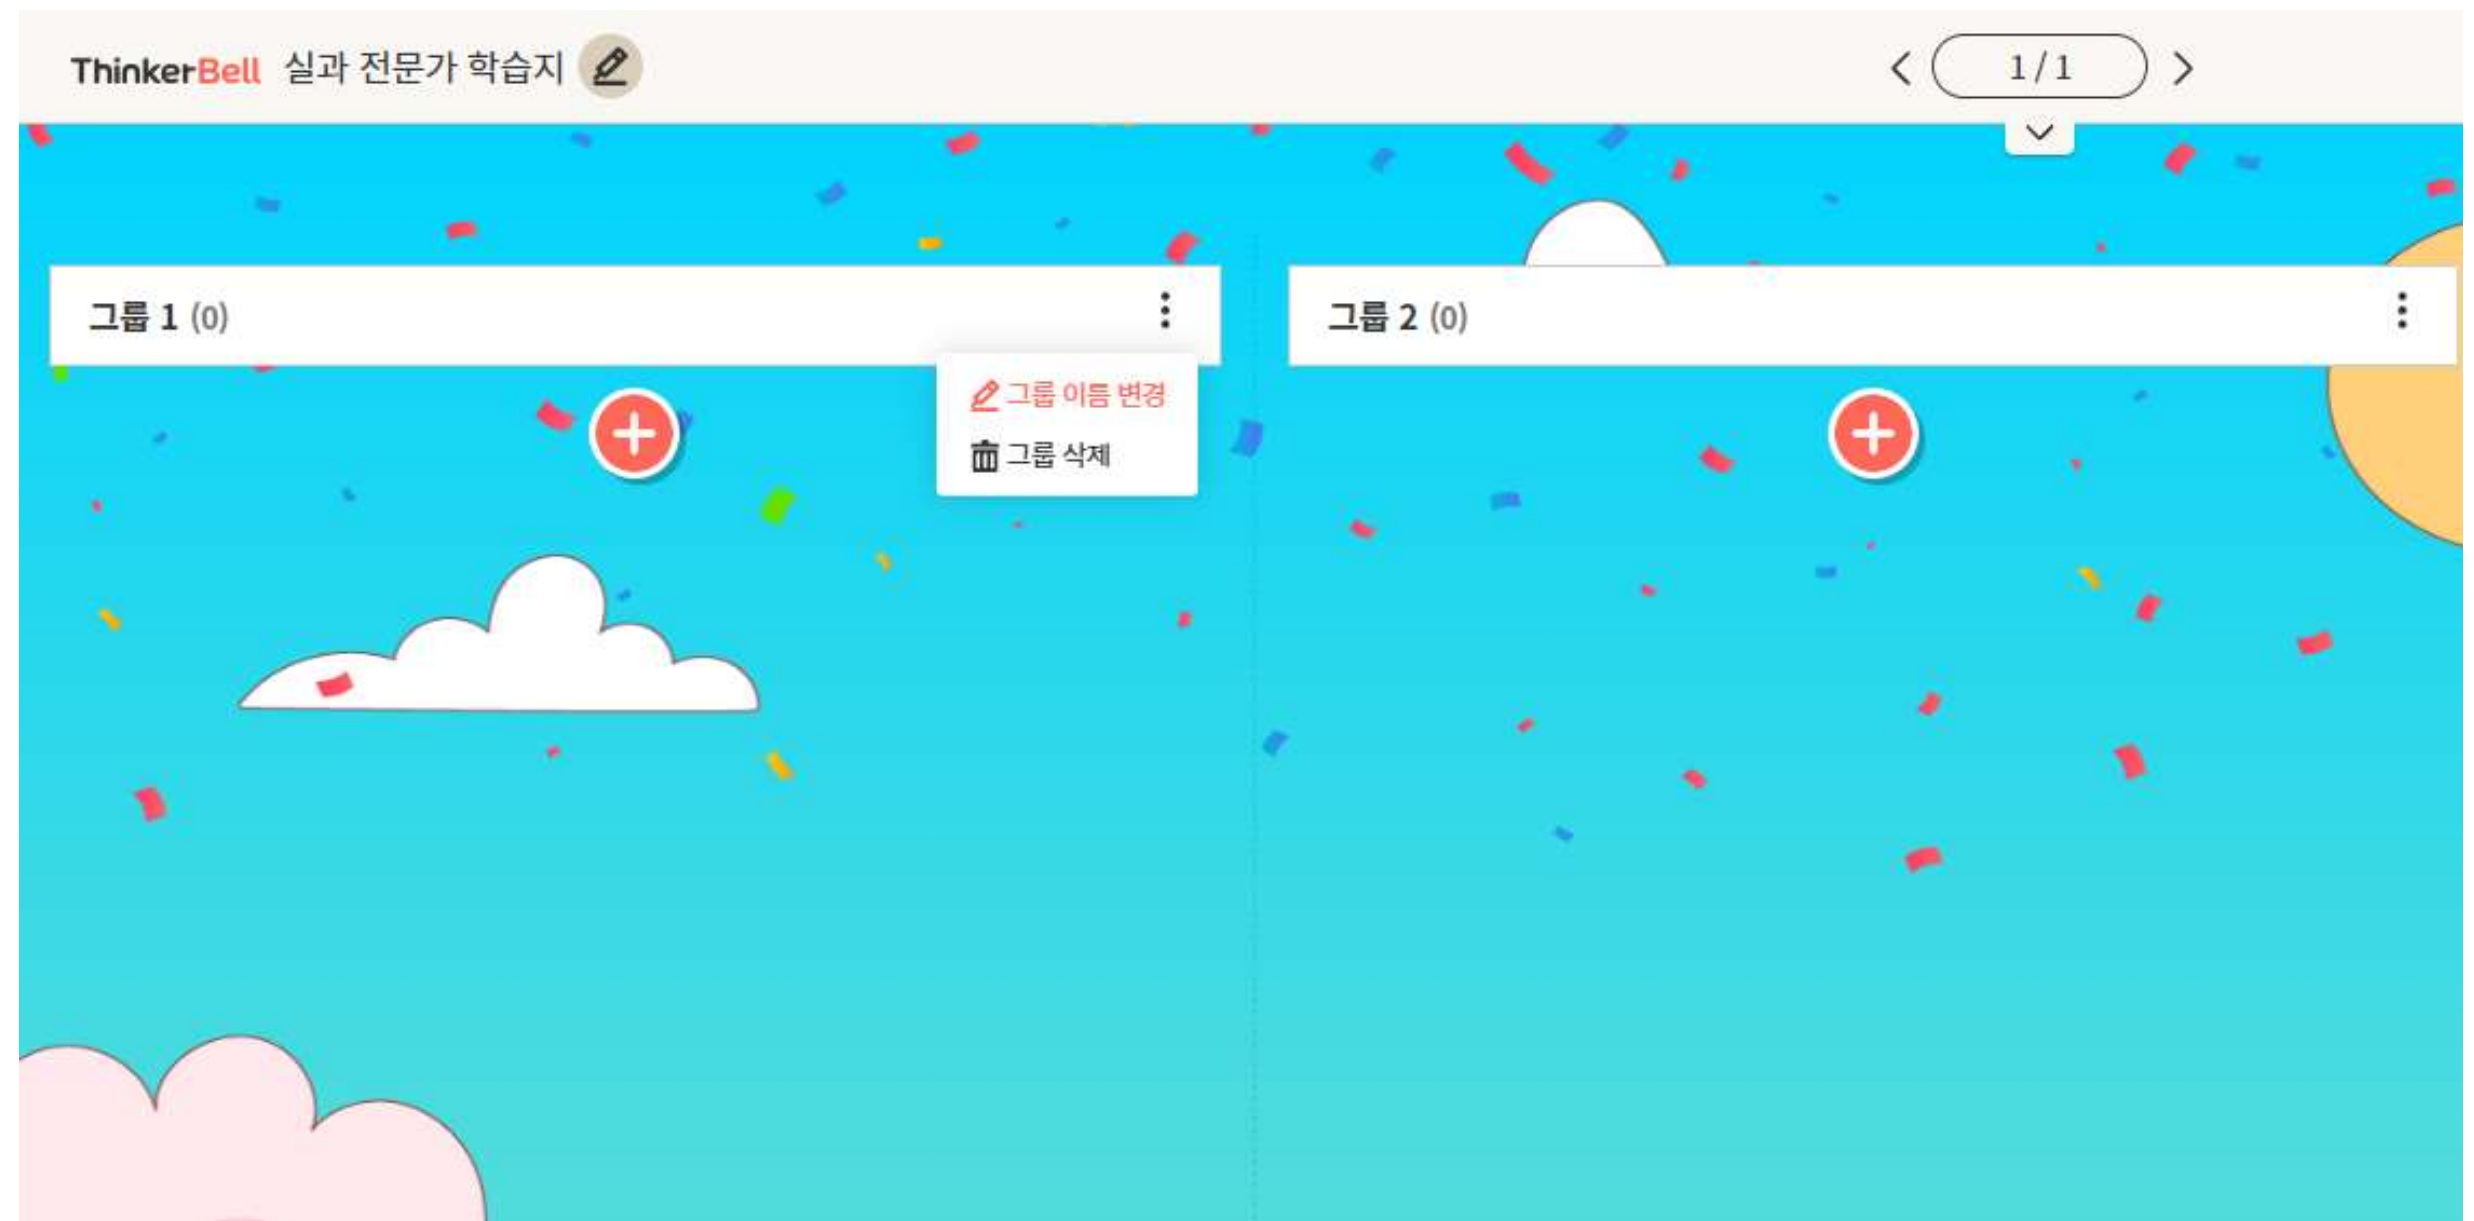 ThinkerBell 실과 전문가 학습지
1 / 1
그룹 1 (0)
그룹 2 (0)
그룹 이름 변경
그룹 삭제